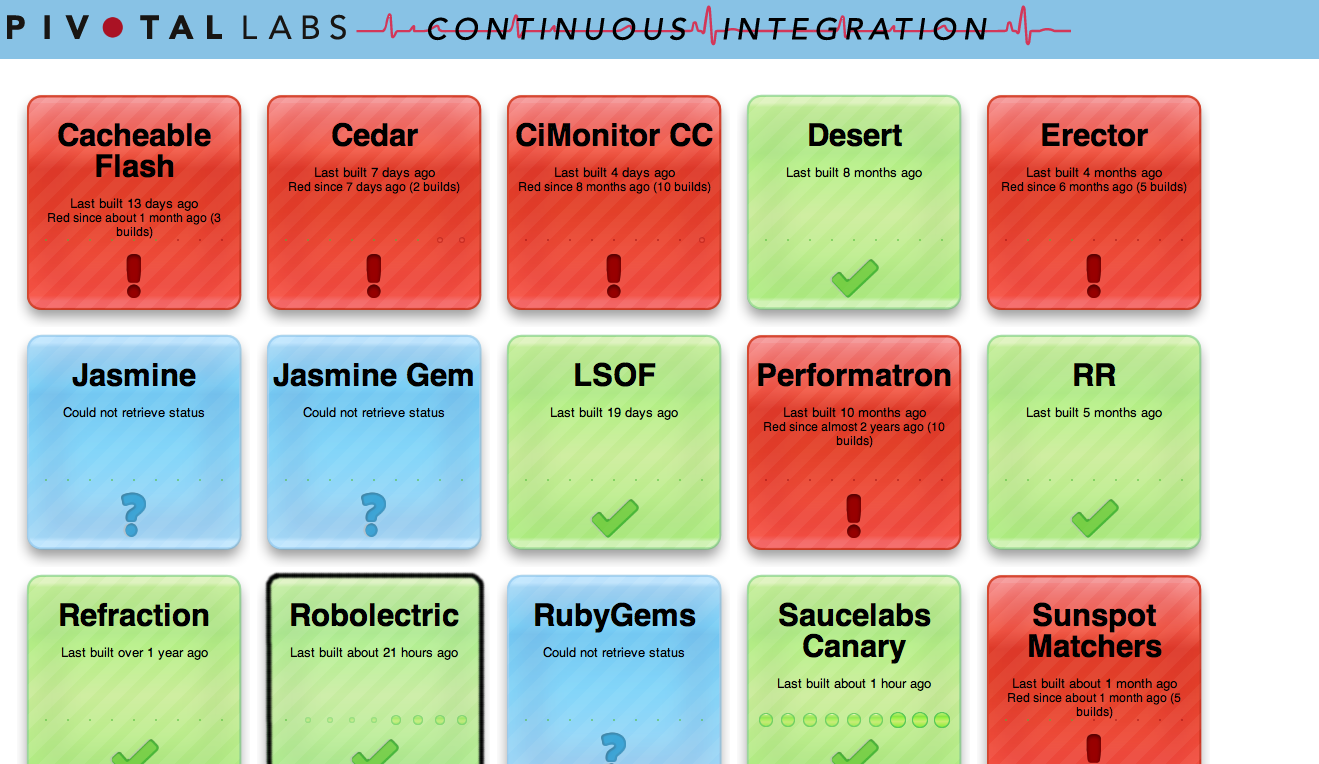 PIVOTAL LABS CONTINUOUS INTEGRATION
Cacheable
Flash
Last built 13 days ago
Red since about 1 month ago (3
builds)
Cedar
Last built 7 days ago
Red since 7 days ago (2 builds)
CiMonitor CC
Last built 4 days ago
Red since 8 months ago (10 builds)
Desert
Last built 8 months ago
Erector
Last built 4 months ago
Red since 6 months ago (5 builds)
Jasmine
Could not retrieve status
Jasmine Gem
Could not retrieve status
LSOF
Last built 19 days ago
Performatron
Last built 10 months ago
Red since almost 2 years ago (10
builds)
RR
Last built 5 months ago
Refraction
Last built over 1 year ago
Robolectric
Last built about 21 hours ago
RubyGems
Could not retrieve status
Saucelabs
Canary
Last built about 1 hour ago
Sunspot
Matchers
Last built about 1 month ago
Red since about 1 month ago (5
builds)